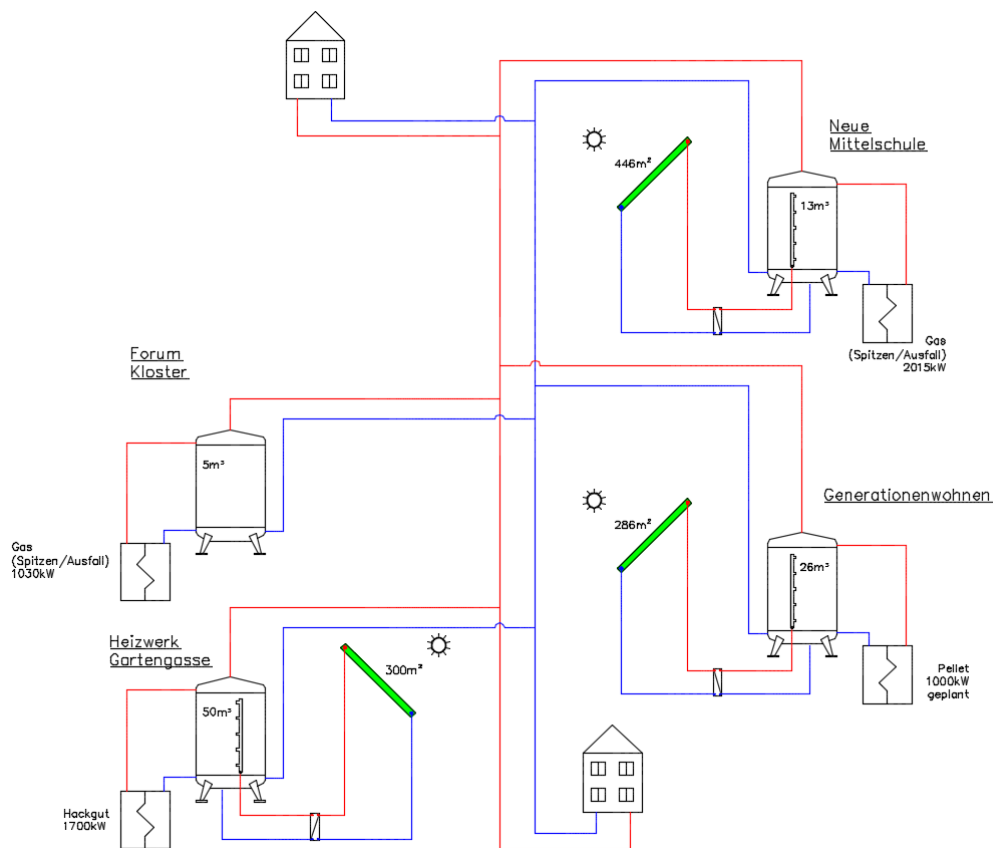 Neue
Mittelschule
446m²
13m³
Gas
(Spitzen/Ausfall)
2015kW
Forum
Kloster
5m³
Gas
(Spitzen/Ausfall)
1030kW
Generationenwohnen
286m²
26m³
Pellet
1000kW
geplant
Heizwerk
Gartengasse
300m²
50m³
Hackgut
1700kW